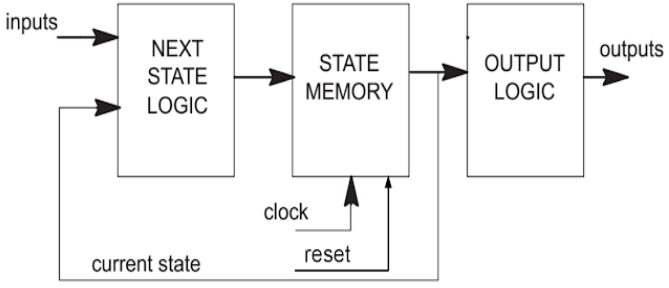 inputs
NEXT
STATE
LOGIC
STATE
MEMORY
OUTPUT
LOGIC
outputs
clock
reset
current state